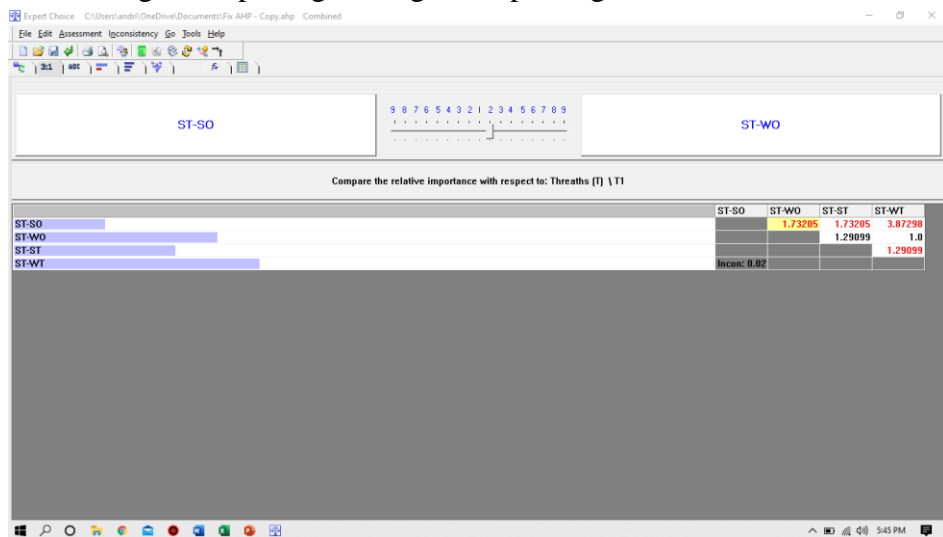 Expert Choice C:\Users\andri\OneDrive\Documents\Fix AHP - Copy.ahp Combined
File Edit Assessment Inconsistency Go Tools Help
3:1 ABC
ST-SO
9 8 7 6 5 4 3 2 1 2 3 4 5 6 7 8 9
ST-WO
Compare the relative importance with respect to: Threaths (T) \ T1
ST-SO ST-WO ST-ST ST-WT
ST-SO 1.73205 1.73205 3.87298
ST-WO 1.29099 1.0
ST-ST 1.29099
ST-WT Incon: 0.02
5:45 PM